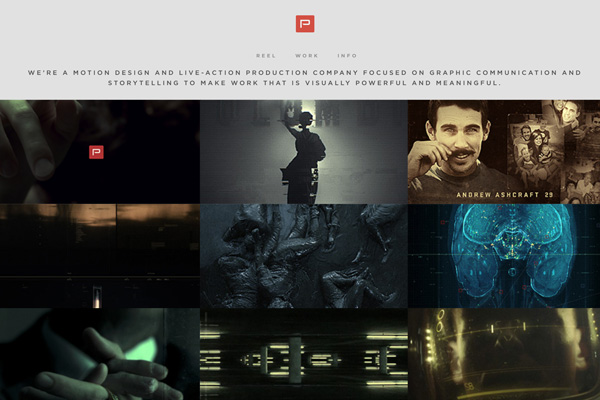 REEL WORK INFO
WE'RE A MOTION DESIGN AND LIVE-ACTION PRODUCTION COMPANY FOCUSED ON GRAPHIC COMMUNICATION AND
STORYTELLING TO MAKE WORK THAT IS VISUALLY POWERFUL AND MEANINGFUL.
ANDREW ASHCRAFT 29